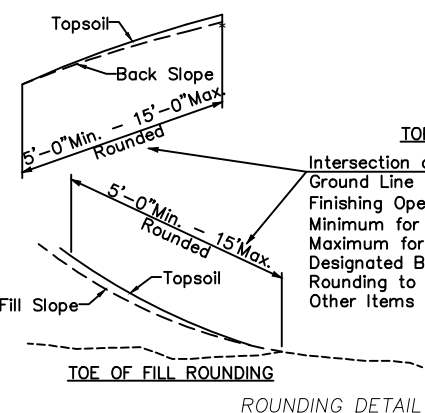 Topsoil
Back Slope
5'-0"Min. - 15'-0"Max.
Rounded
TO
Intersection
Ground Line
Finishing Ope
Minimum for
Maximum for
Designated B
Rounding to
Other Items
5'-0"Min. - 15'Max.
Rounded
Topsoil
Fill Slope
TOE OF FILL ROUNDING
ROUNDING DETAIL